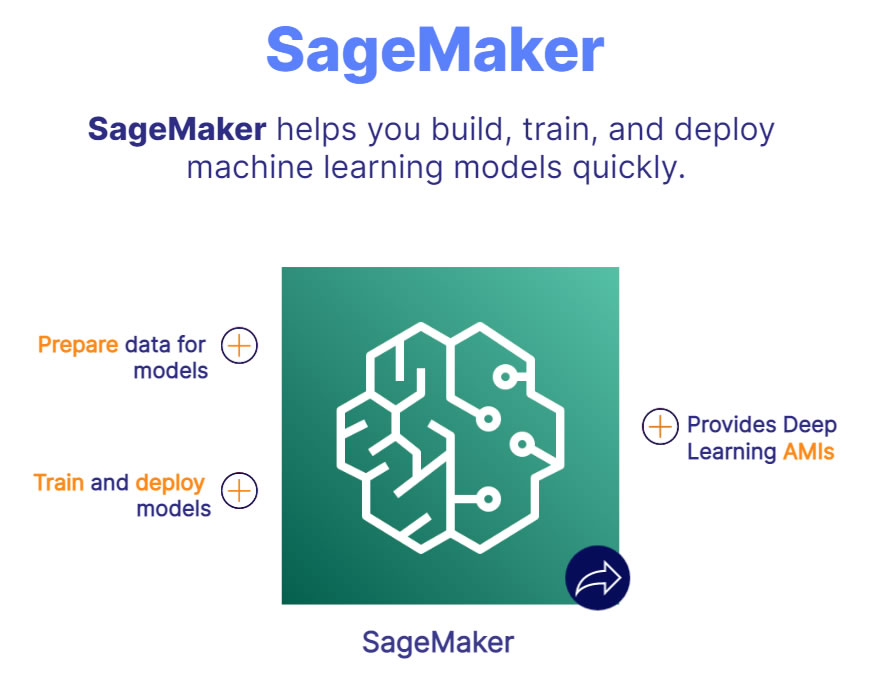 SageMaker
SageMaker helps you build, train, and deploy
machine learning models quickly.
Prepare data for
models
Train and deploy
models
Provides Deep
Learning AMIs
SageMaker